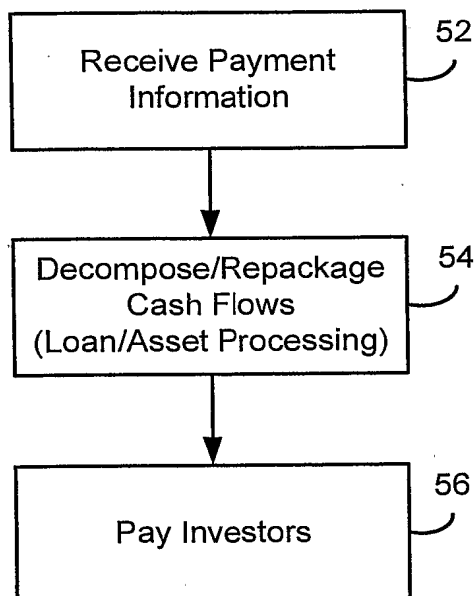 52
Receive Payment
Information
54
Decompose/Repackage
Cash Flows
(Loan/Asset Processing)
56
Pay Investors